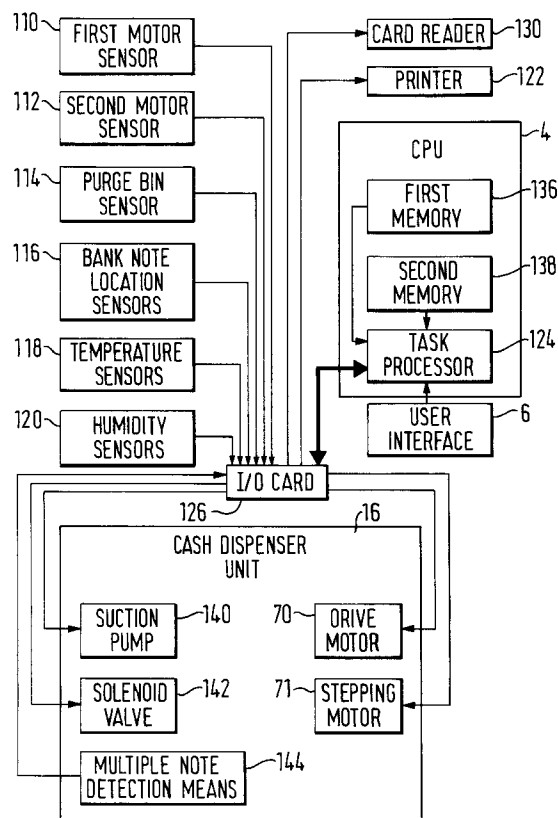 110
FIRST MOTOR
SENSOR
112
SECOND MOTOR
SENSOR
114
PURGE BIN
SENSOR
116
BANK NOTE
LOCATION
SENSORS
118
TEMPERATURE
SENSORS
120
HUMIDITY
SENSORS
CARD READER
130
PRINTER
122
4
CPU
FIRST
MEMORY
136
SECOND
MEMORY
138
TASK
PROCESSOR
124
USER
INTERFACE
6
I/O CARD
126
16
CASH DISPENSER
UNIT
SUCTION
PUMP
140
SOLENOID
VALVE
142
MULTIPLE NOTE
DETECTION MEANS
144
70
DRIVE
MOTOR
71
STEPPING
MOTOR